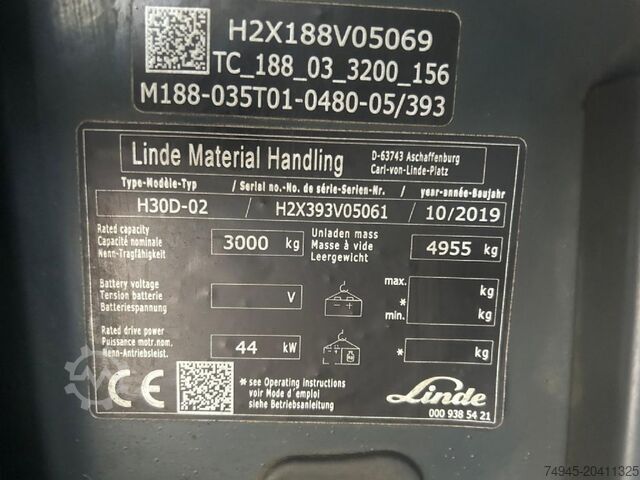 H2X188V05069
TC_188_03_3200_156
M188-035T01-0480-05/393
Linde Material Handling
D-63743 Aschaffenburg
Carl-von-Linde-Platz
Type-Modèle-Typ / Serial no.-No. de série-Serien-Nr. / year-année-Baujahr
H30D-02 / H2X393V05061 / 10/2019
Rated capacity
Capacité nominale
Nenn-Tragfähigkeit
3000 kg
Unladen mass
Masse à vide
Leergewicht
4955 kg
Battery voltage
Tension batterie
Batteriespannung
V
max. kg
*
min. kg
Rated drive power
Puissance motr.nom.
Nenn-Antriebsleist.
44 kW
* kg
CE
* see Operating instructions
voir Mode d'emploi
siehe Betriebsanleitung
Linde
000 938 54 21
74945-20411325